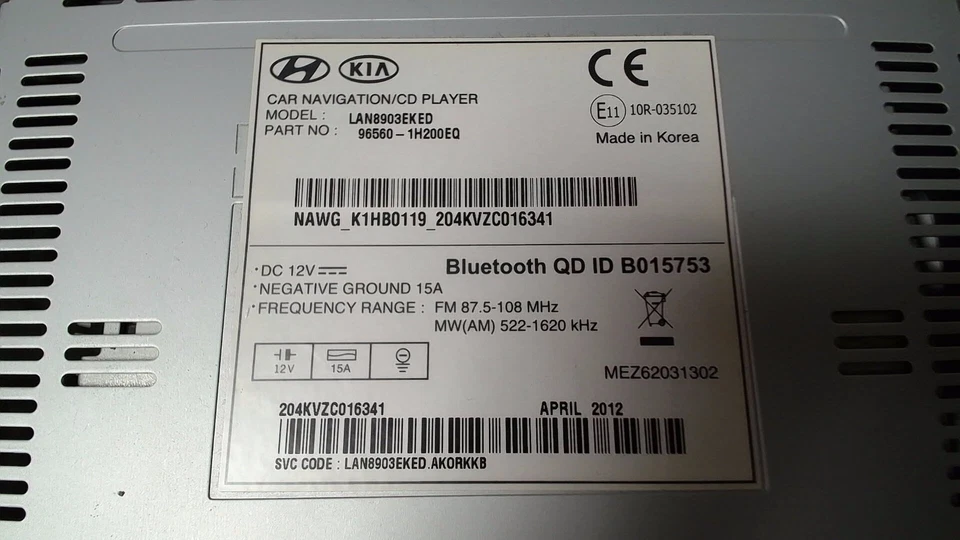 KIA
CE
CAR NAVIGATION/CD PLAYER
MODEL : LAN8903EKED
PART NO : 96560-1H200EQ
E11 10R-035102
Made in Korea
NAWG_K1HB0119_204KVZC016341
·DC 12V
Bluetooth QD ID B015753
·NEGATIVE GROUND 15A
·FREQUENCY RANGE : FM 87.5-108 MHz
MW(AM) 522-1620 kHz
12V
15A
MEZ62031302
204KVZC016341 APRIL 2012
SVC CODE : LAN8903EKED.AKORKKB